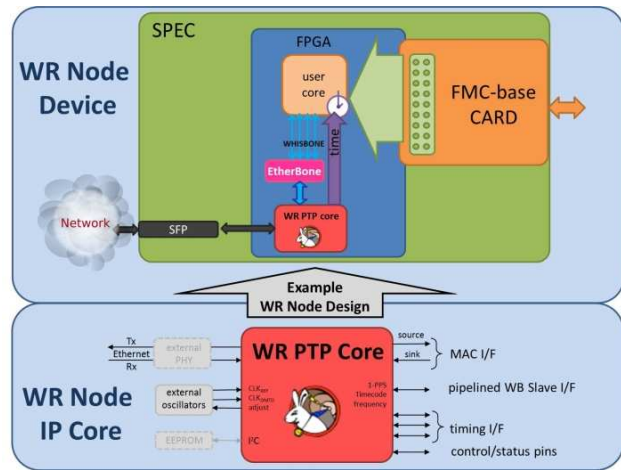 SPEC
FPGA
WR Node
Device
user
core
FMC-base
CARD
WHISBONE
time
EtherBone
Network
SFP
WR PTP core
Example
WR Node Design
WR PTP Core
Tx
Ethernet
Rx
external
PHY
source
sink
MAC I/F
WR Node
IP Core
external
oscillators
adjust
1-PPS
Timecode
frequency
pipelined WB Slave I/F
EEPROM
I²C
timing I/F
control/status pins